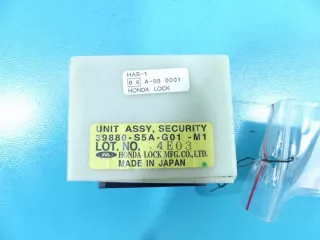 HAS-1
A-00 0001
HONDA LOCK
UNIT ASSY, SECURITY
39880-S5A-G01 -M1
LOT. NO. 4E03
HONDA LOCK MFG.CO.,LTD.
MADE IN JAPAN